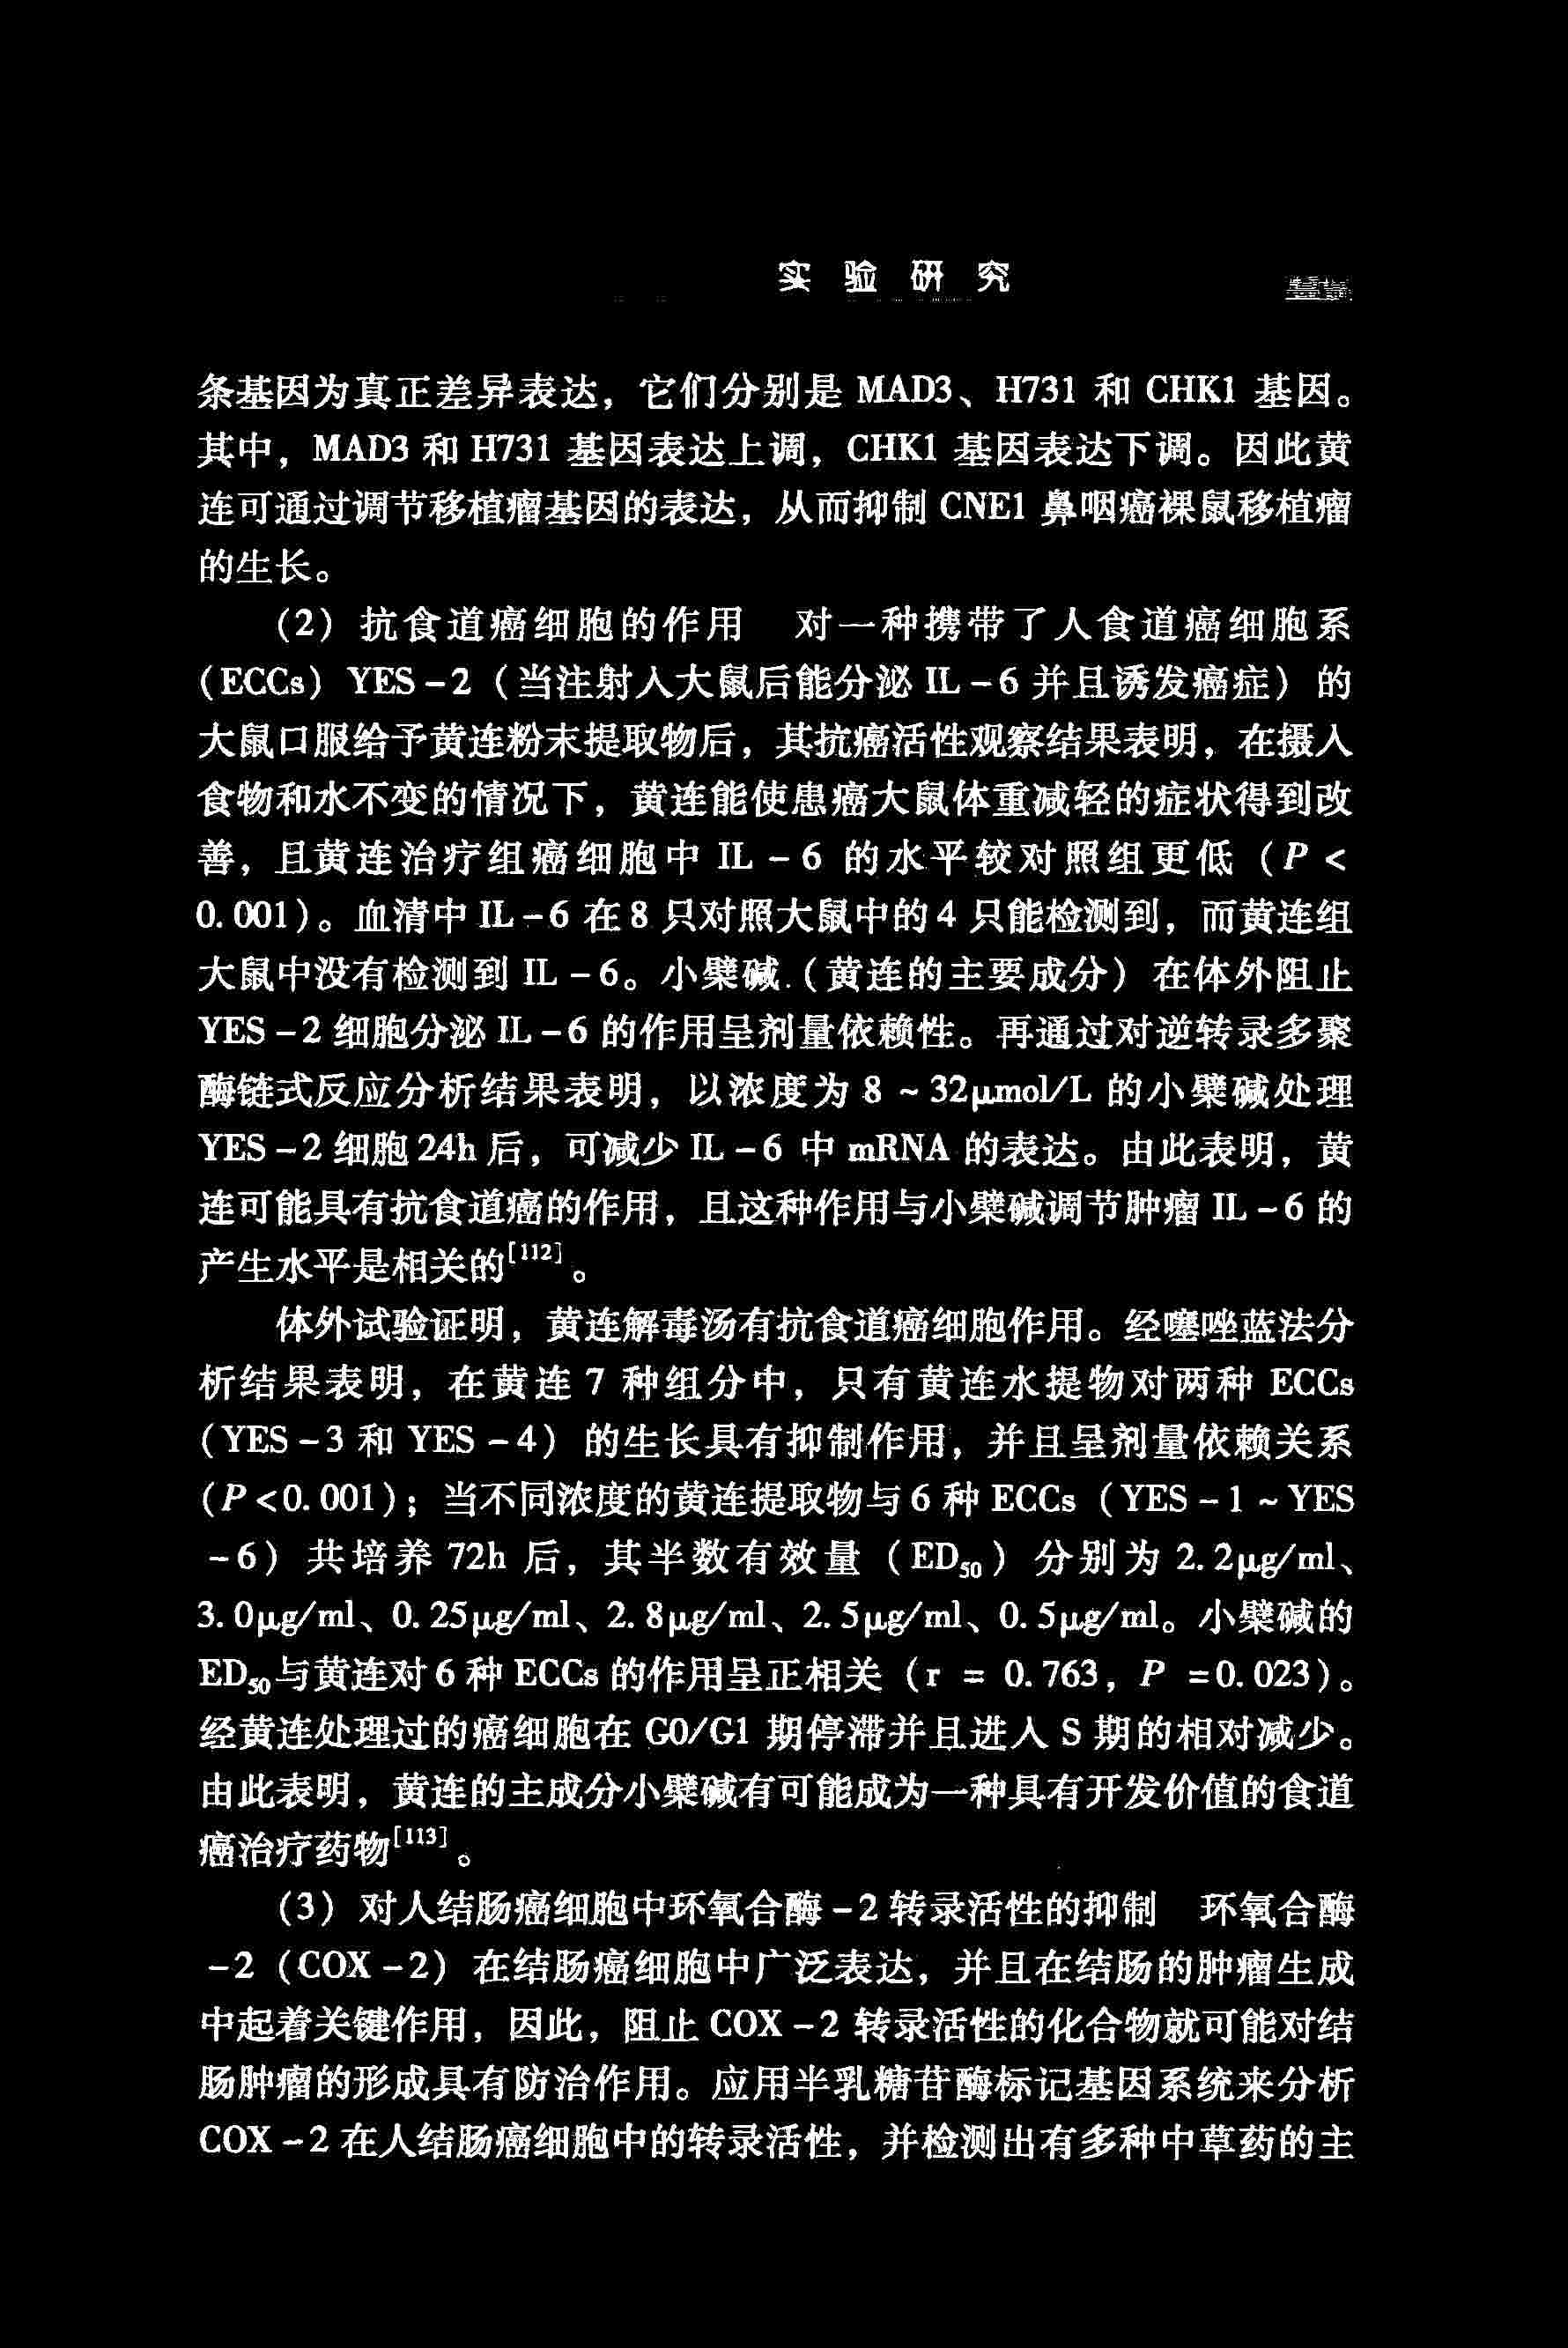 实验研究
条基因为真正差异表达，它们分别是 MAD3、H731 和 CHK1 基因。
其中，MAD3 和 H731 基因表达上调，CHK1 基因表达下调。因此黄
连可通过调节移植瘤基因的表达，从而抑制 CNE1 鼻咽癌裸鼠移植瘤
的生长。
（2）抗食道癌细胞的作用　对一种携带了人食道癌细胞系
（ECCs）YES－2（当注射入大鼠后能分泌 IL－6 并且诱发癌症）的
大鼠口服给予黄连粉末提取物后，其抗癌活性观察结果表明，在摄入
食物和水不变的情况下，黄连能使患癌大鼠体重减轻的症状得到改
善，且黄连治疗组癌细胞中 IL－6 的水平较对照组更低（P <
0.001）。血清中 IL－6 在 8 只对照大鼠中的 4 只能检测到，而黄连组
大鼠中没有检测到 IL－6。小檗碱（黄连的主要成分）在体外阻止
YES－2 细胞分泌 IL－6 的作用呈剂量依赖性。再通过对逆转录多聚
酶链式反应分析结果表明，以浓度为 8 ~ 32μmol/L 的小檗碱处理
YES－2 细胞 24h 后，可减少 IL－6 中 mRNA 的表达。由此表明，黄
连可能具有抗食道癌的作用，且这种作用与小檗碱调节肿瘤 IL－6 的
产生水平是相关的[112]。
体外试验证明，黄连解毒汤有抗食道癌细胞作用。经噻唑蓝法分
析结果表明，在黄连 7 种组分中，只有黄连水提物对两种 ECCs
（YES－3 和 YES－4）的生长具有抑制作用，并且呈剂量依赖关系
（P<0.001）；当不同浓度的黄连提取物与 6 种 ECCs（YES－1 ~ YES
－6）共培养 72h 后，其半数有效量（ED50）分别为 2.2μg/ml、
3.0μg/ml、0.25μg/ml、2.8μg/ml、2.5μg/ml、0.5μg/ml。小檗碱的
ED50与黄连对 6 种 ECCs 的作用呈正相关（r = 0.763，P =0.023）。
经黄连处理过的癌细胞在 G0/G1 期停滞并且进入 S 期的相对减少。
由此表明，黄连的主成分小檗碱有可能成为一种具有开发价值的食道
癌治疗药物[113]。
（3）对人结肠癌细胞中环氧合酶－2 转录活性的抑制　环氧合酶
－2（COX－2）在结肠癌细胞中广泛表达，并且在结肠的肿瘤生成
中起着关键作用，因此，阻止 COX－2 转录活性的化合物就可能对结
肠肿瘤的形成具有防治作用。应用半乳糖苷酶标记基因系统来分析
COX－2 在人结肠癌细胞中的转录活性，并检测出有多种中草药的主